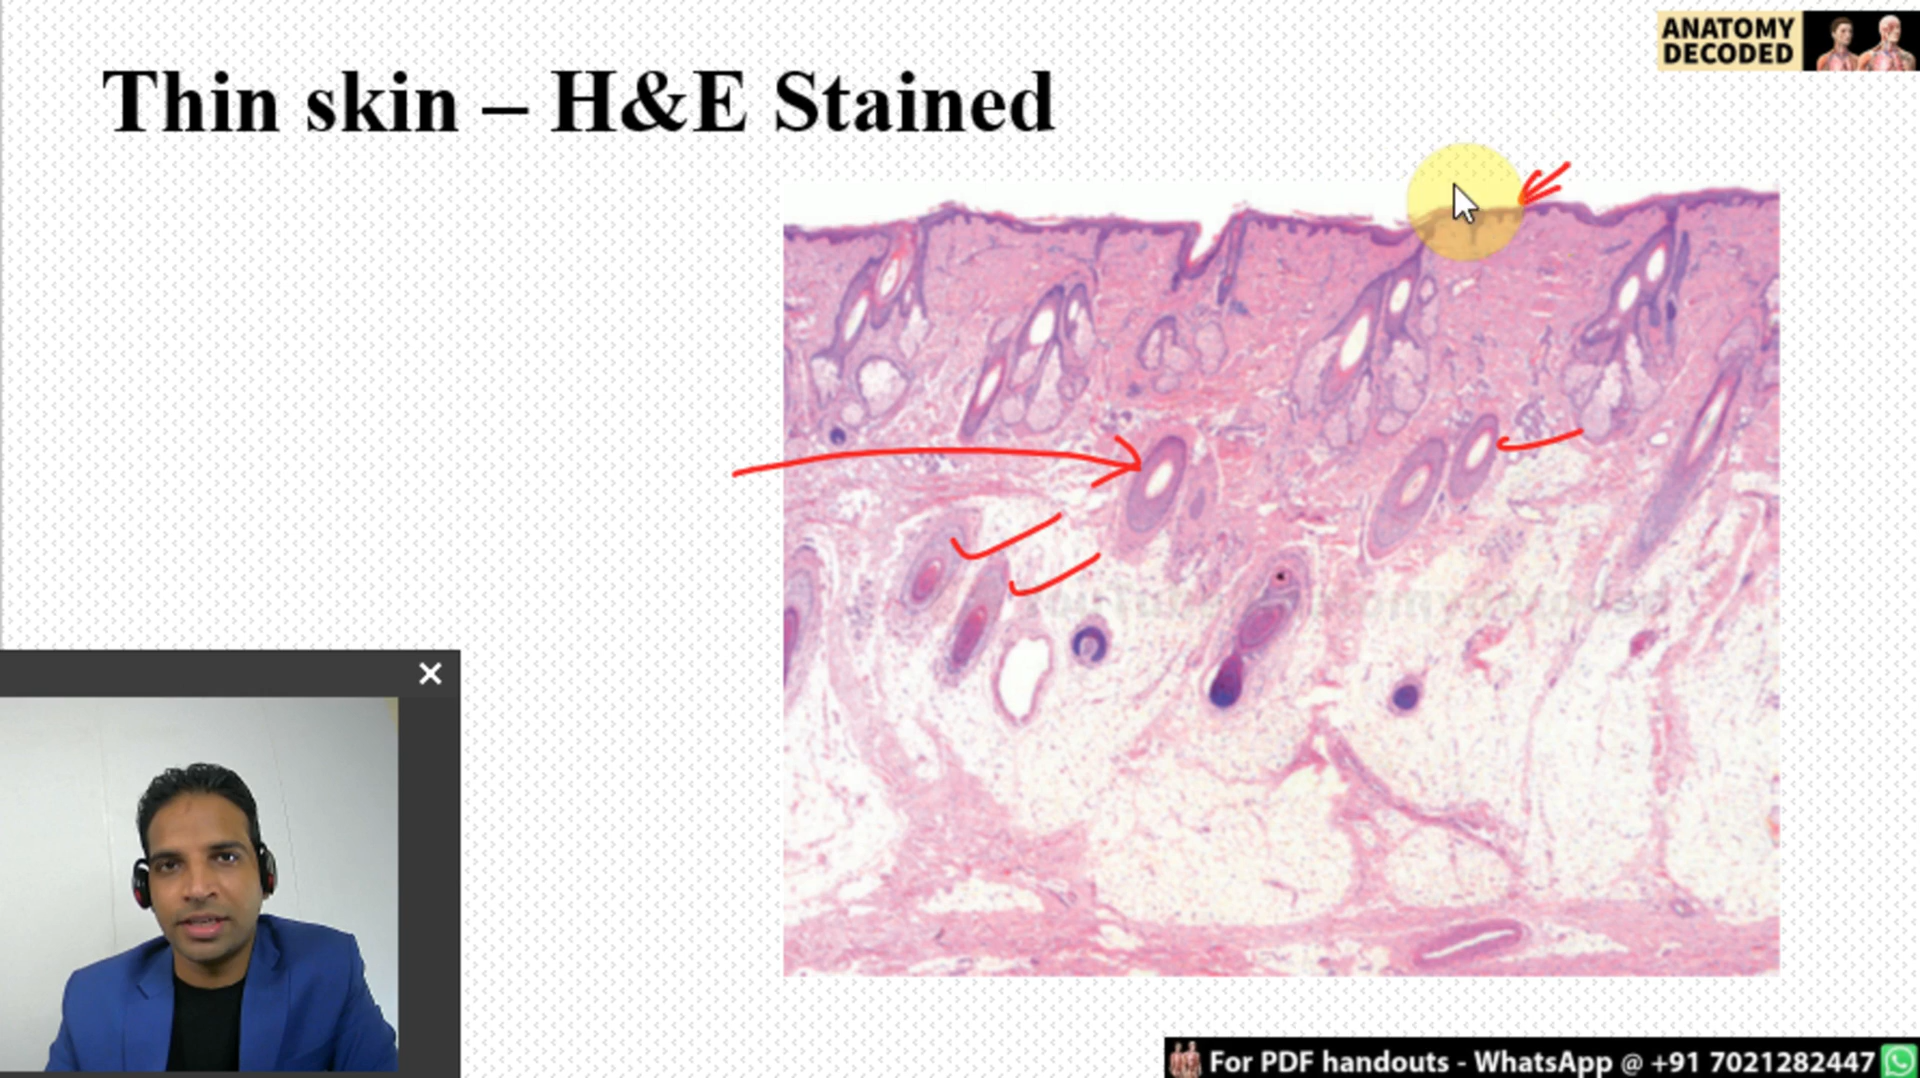 Thin skin – H&E Stained
ANATOMY
DECODED
For PDF handouts - WhatsApp @ +91 7021282447